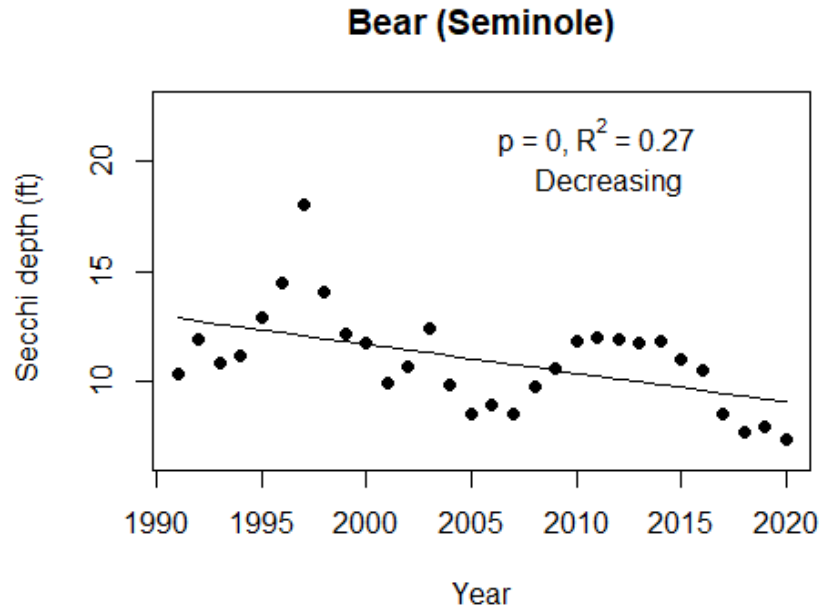 Bear (Seminole)
p = 0, R² = 0.27
Decreasing
Secchi depth (ft)
20
15
10
1990 1995 2000 2005 2010 2015 2020
Year